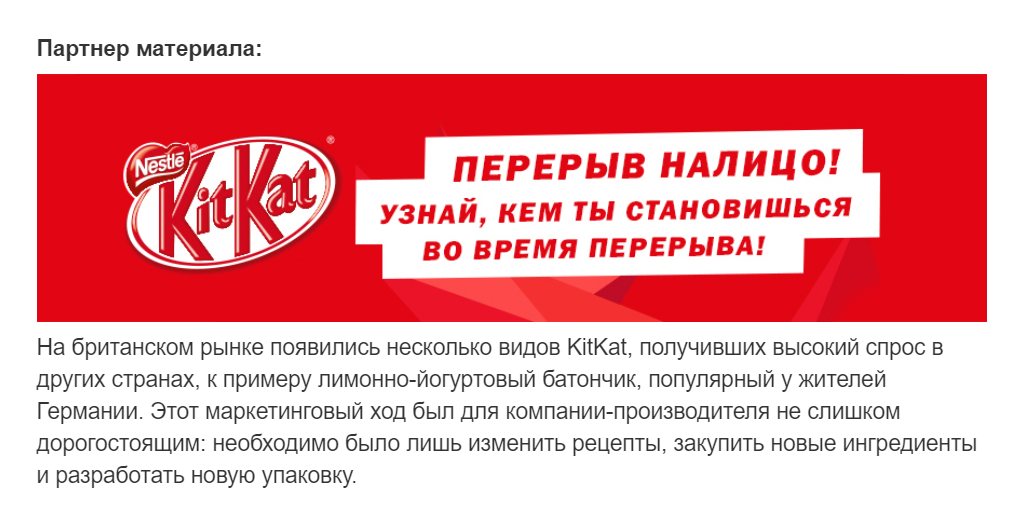 Партнер материала:
Nestlé®
KitKat®
ПЕРЕРЫВ НАЛИЦО!
УЗНАЙ, КЕМ ТЫ СТАНОВИШЬСЯ
ВО ВРЕМЯ ПЕРЕРЫВА!
На британском рынке появились несколько видов KitKat, получивших высокий спрос в
других странах, к примеру лимонно-йогуртовый батончик, популярный у жителей
Германии. Этот маркетинговый ход был для компании-производителя не слишком
дорогостоящим: необходимо было лишь изменить рецепты, закупить новые ингредиенты
и разработать новую упаковку.